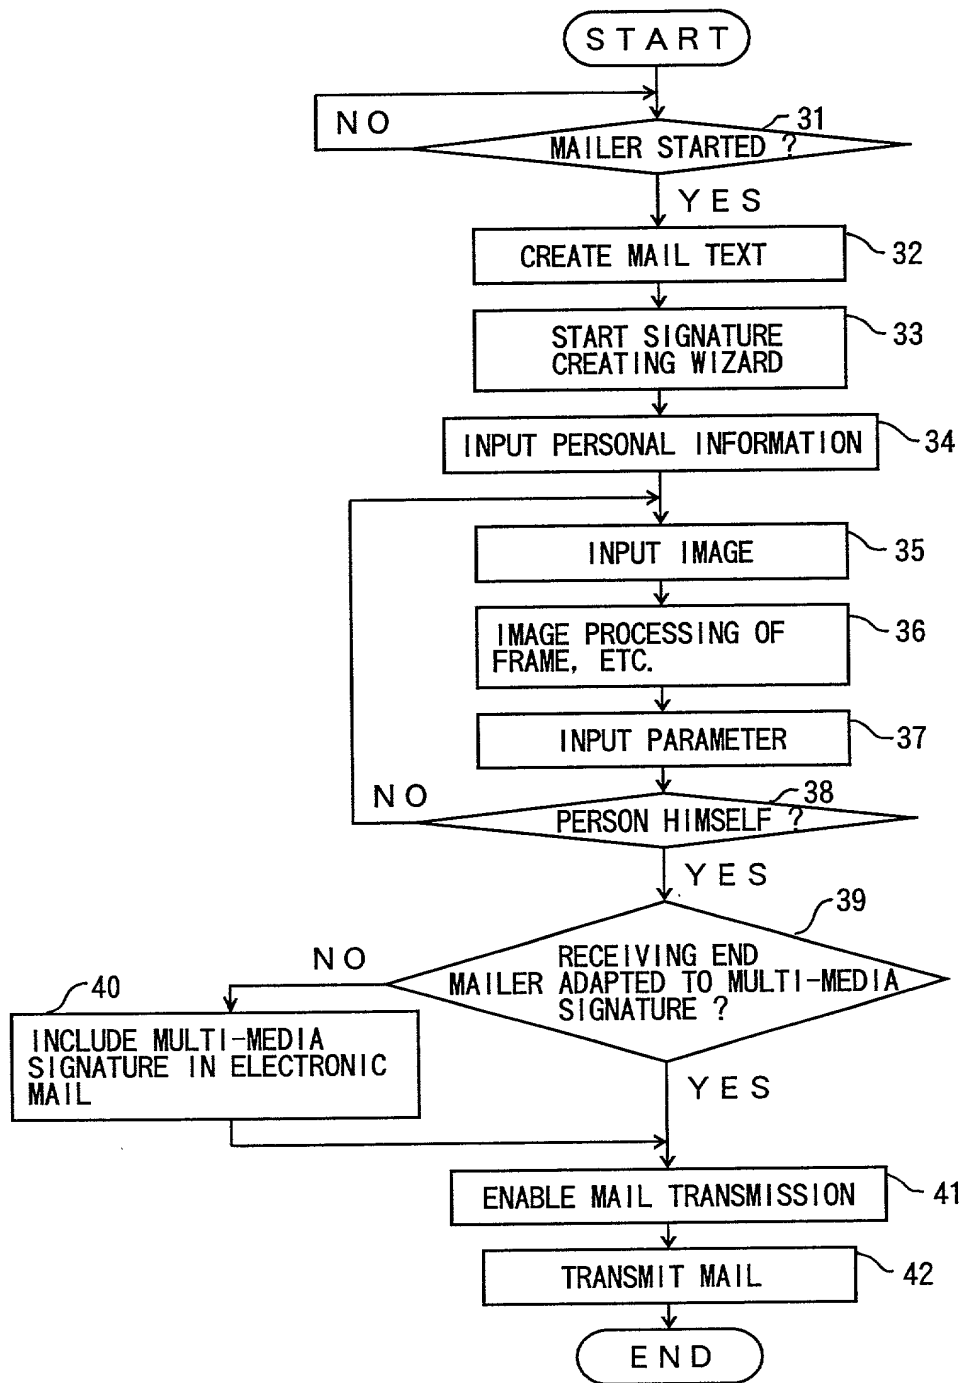 START
NO
31
MAILER STARTED ?
YES
CREATE MAIL TEXT
32
START SIGNATURE
CREATING WIZARD
33
INPUT PERSONAL INFORMATION
34
INPUT IMAGE
35
IMAGE PROCESSING OF
FRAME, ETC.
36
INPUT PARAMETER
37
NO
38
PERSON HIMSELF ?
YES
39
NO
RECEIVING END
MAILER ADAPTED TO MULTI-MEDIA
SIGNATURE ?
40
INCLUDE MULTI-MEDIA
SIGNATURE IN ELECTRONIC
MAIL
YES
ENABLE MAIL TRANSMISSION
41
TRANSMIT MAIL
42
END